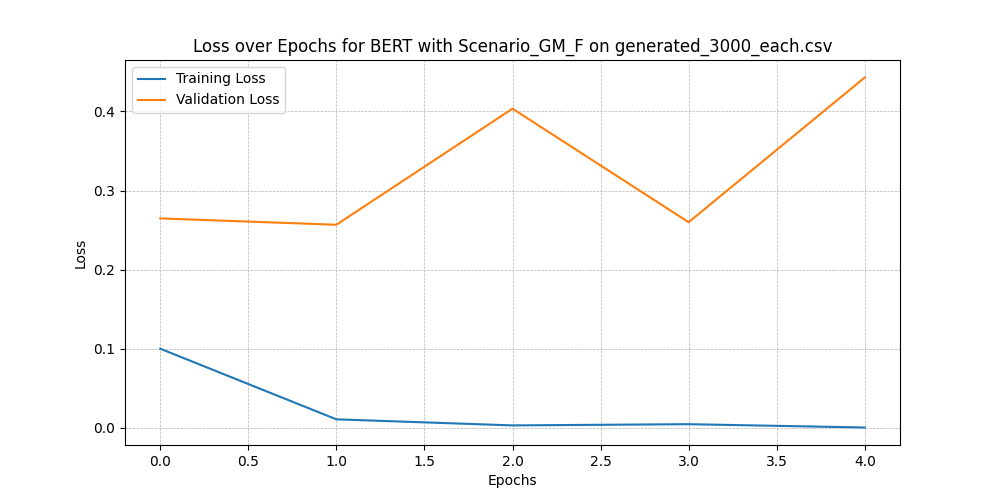 Loss over Epochs for BERT with Scenario_GM_F on generated_3000_each.csv
Training Loss
Validation Loss
0.4
0.3
0.2
0.1
0.0
Loss
0.0 0.5 1.0 1.5 2.0 2.5 3.0 3.5 4.0
Epochs